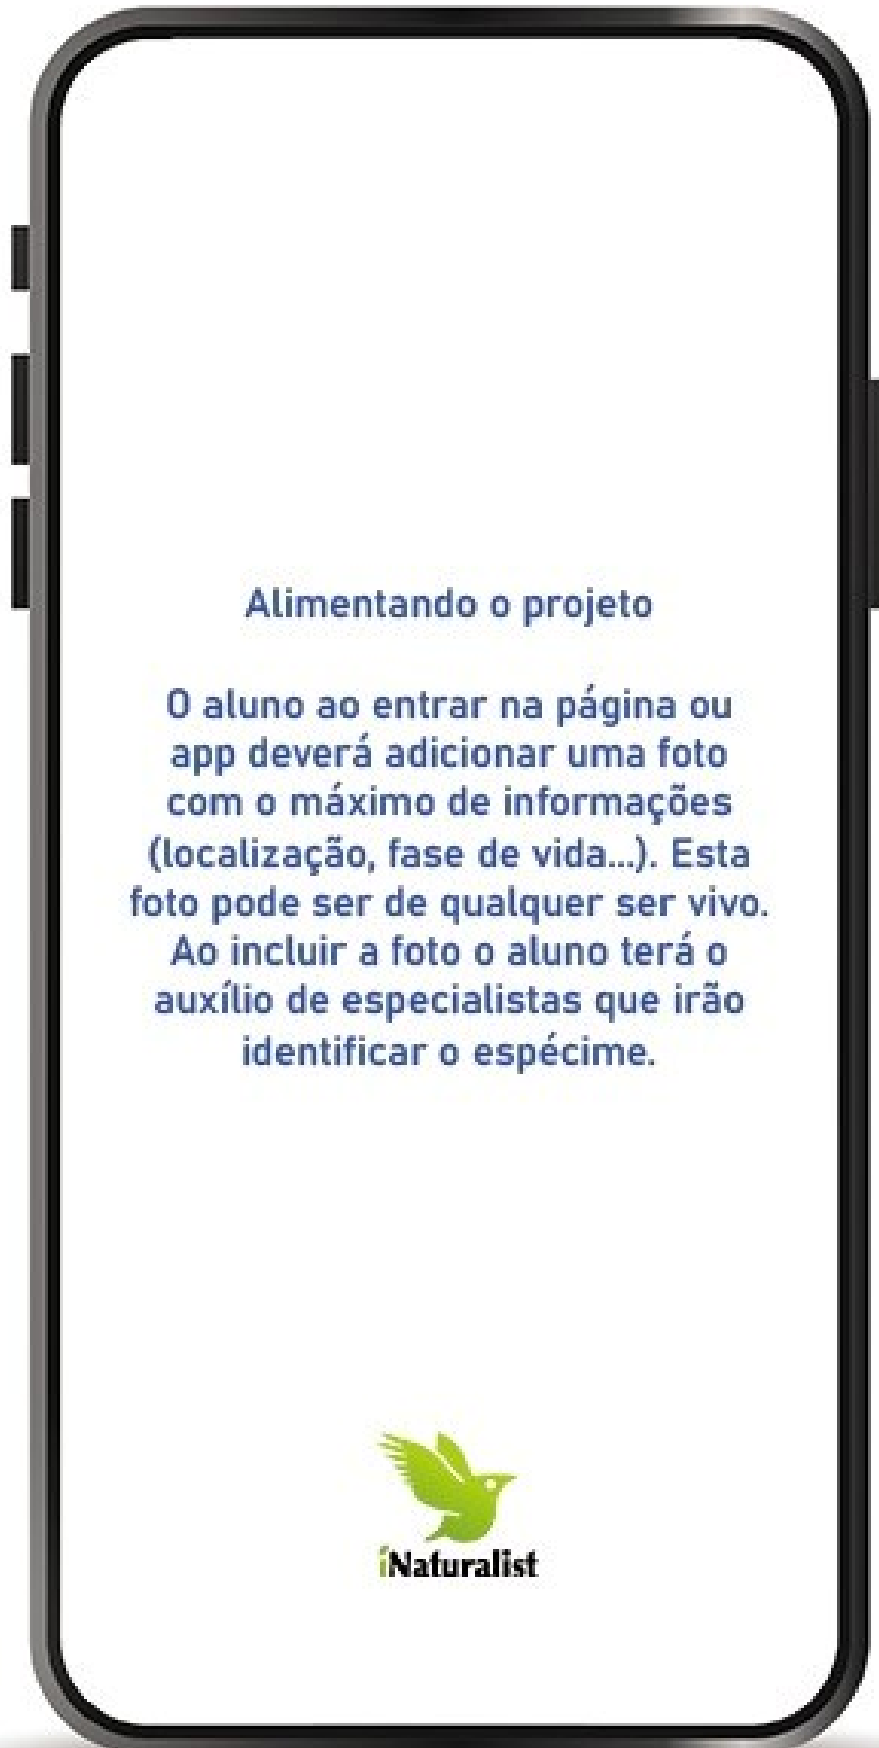 Alimentando o projeto
O aluno ao entrar na página ou
app deverá adicionar uma foto
com o máximo de informações
(localização, fase de vida...). Esta
foto pode ser de qualquer ser vivo.
Ao incluir a foto o aluno terá o
auxílio de especialistas que irão
identificar o espécime.
iNaturalist